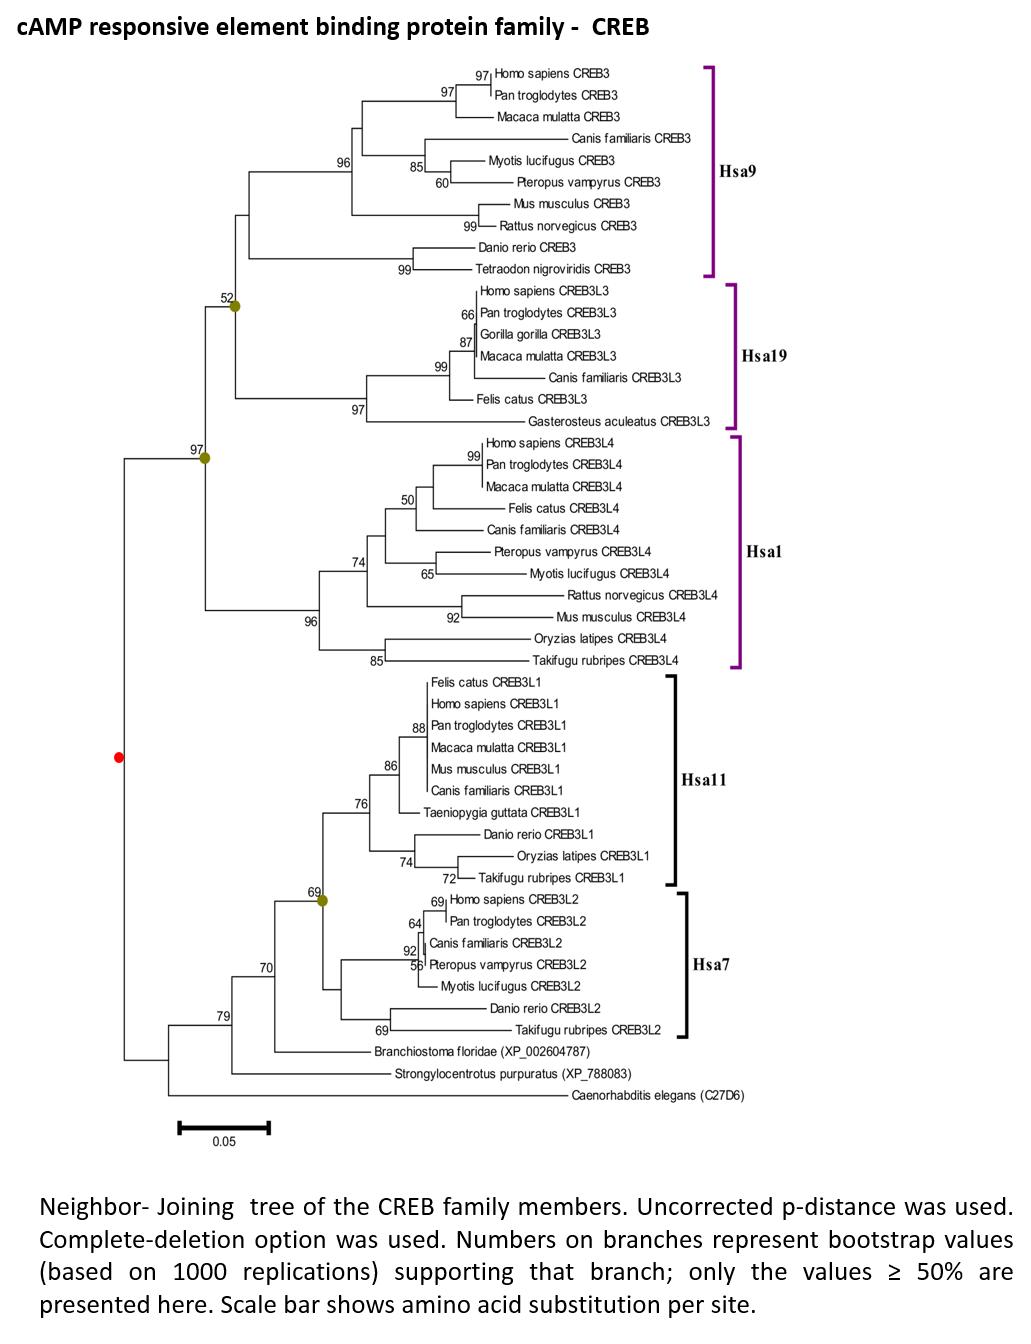 cAMP responsive element binding protein family - CREB
97
Homo sapiens CREB3
97
Pan troglodytes CREB3
Macaca mulatta CREB3
Canis familiaris CREB3
96
85
Myotis lucifugus CREB3
Hsa9
60
Pteropus vampyrus CREB3
Mus musculus CREB3
99
Rattus norvegicus CREB3
Danio rerio CREB3
99
Tetraodon nigroviridis CREB3
52
Homo sapiens CREB3L3
66
Pan troglodytes CREB3L3
Gorilla gorilla CREB3L3
87
Macaca mulatta CREB3L3
Hsa19
99
Canis familiaris CREB3L3
Felis catus CREB3L3
97
Gasterosteus aculeatus CREB3L3
97
Homo sapiens CREB3L4
99
Pan troglodytes CREB3L4
Macaca mulatta CREB3L4
50
Felis catus CREB3L4
Canis familiaris CREB3L4
74
Pteropus vampyrus CREB3L4
Hsa1
65
Myotis lucifugus CREB3L4
Rattus norvegicus CREB3L4
96
92
Mus musculus CREB3L4
Oryzias latipes CREB3L4
85
Takifugu rubripes CREB3L4
Felis catus CREB3L1
Homo sapiens CREB3L1
88
Pan troglodytes CREB3L1
Macaca mulatta CREB3L1
86
Mus musculus CREB3L1
Hsa11
Canis familiaris CREB3L1
76
Taeniopygia guttata CREB3L1
Danio rerio CREB3L1
74
Oryzias latipes CREB3L1
72
Takifugu rubripes CREB3L1
69
69
Homo sapiens CREB3L2
64
Pan troglodytes CREB3L2
92
Canis familiaris CREB3L2
56
Pteropus vampyrus CREB3L2
Hsa7
70
Myotis lucifugus CREB3L2
79
Danio rerio CREB3L2
69
Takifugu rubripes CREB3L2
Branchiostoma floridae (XP_002604787)
Strongylocentrotus purpuratus (XP_788083)
Caenorhabditis elegans (C27D6)
0.05
Neighbor- Joining tree of the CREB family members. Uncorrected p-distance was used.
Complete-deletion option was used. Numbers on branches represent bootstrap values
(based on 1000 replications) supporting that branch; only the values ≥ 50% are
presented here. Scale bar shows amino acid substitution per site.